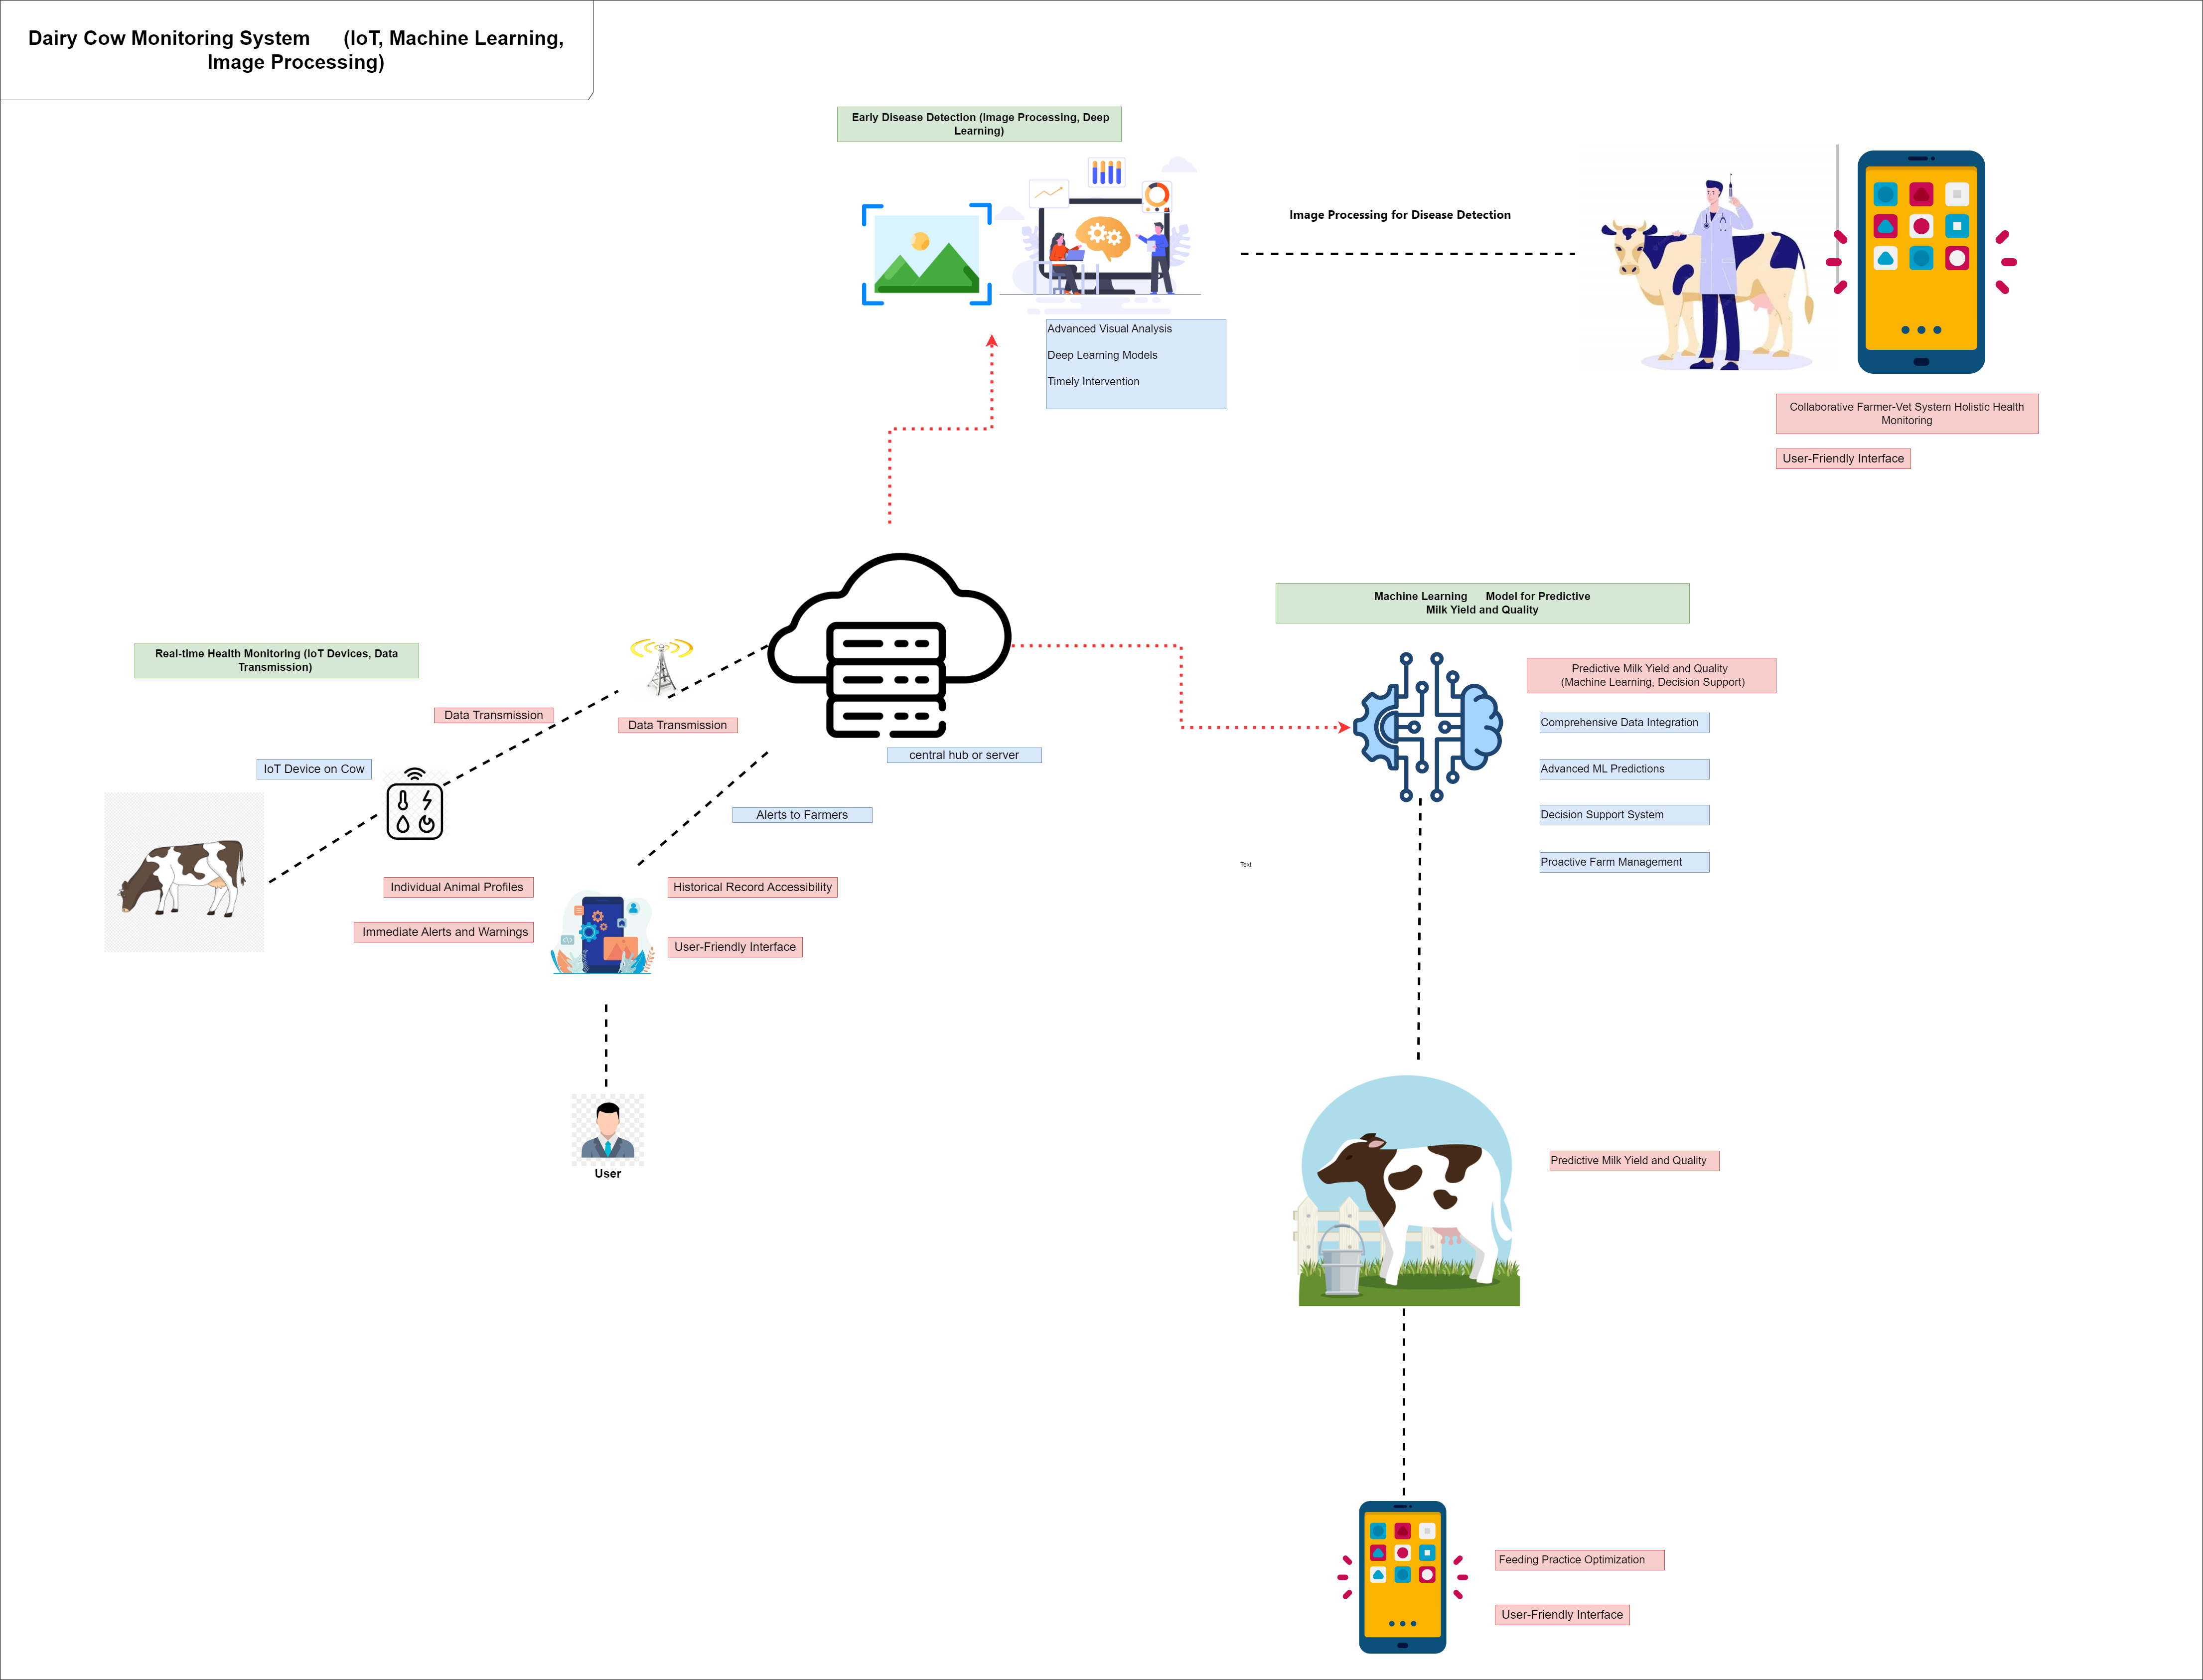 Dairy Cow Monitoring System (IoT, Machine Learning,
Image Processing)
Early Disease Detection (Image Processing, Deep
Learning)
Image Processing for Disease Detection
Advanced Visual Analysis
Deep Learning Models
Timely Intervention
Collaborative Farmer-Vet System Holistic Health
Monitoring
User-Friendly Interface
Real-time Health Monitoring (IoT Devices, Data
Transmission)
Data Transmission
Data Transmission
IoT Device on Cow
central hub or server
Alerts to Farmers
Individual Animal Profiles
Historical Record Accessibility
Immediate Alerts and Warnings
User-Friendly Interface
User
Machine Learning Model for Predictive
Milk Yield and Quality
Predictive Milk Yield and Quality
(Machine Learning, Decision Support)
Comprehensive Data Integration
Advanced ML Predictions
Decision Support System
Proactive Farm Management
Text
Predictive Milk Yield and Quality
Feeding Practice Optimization
User-Friendly Interface